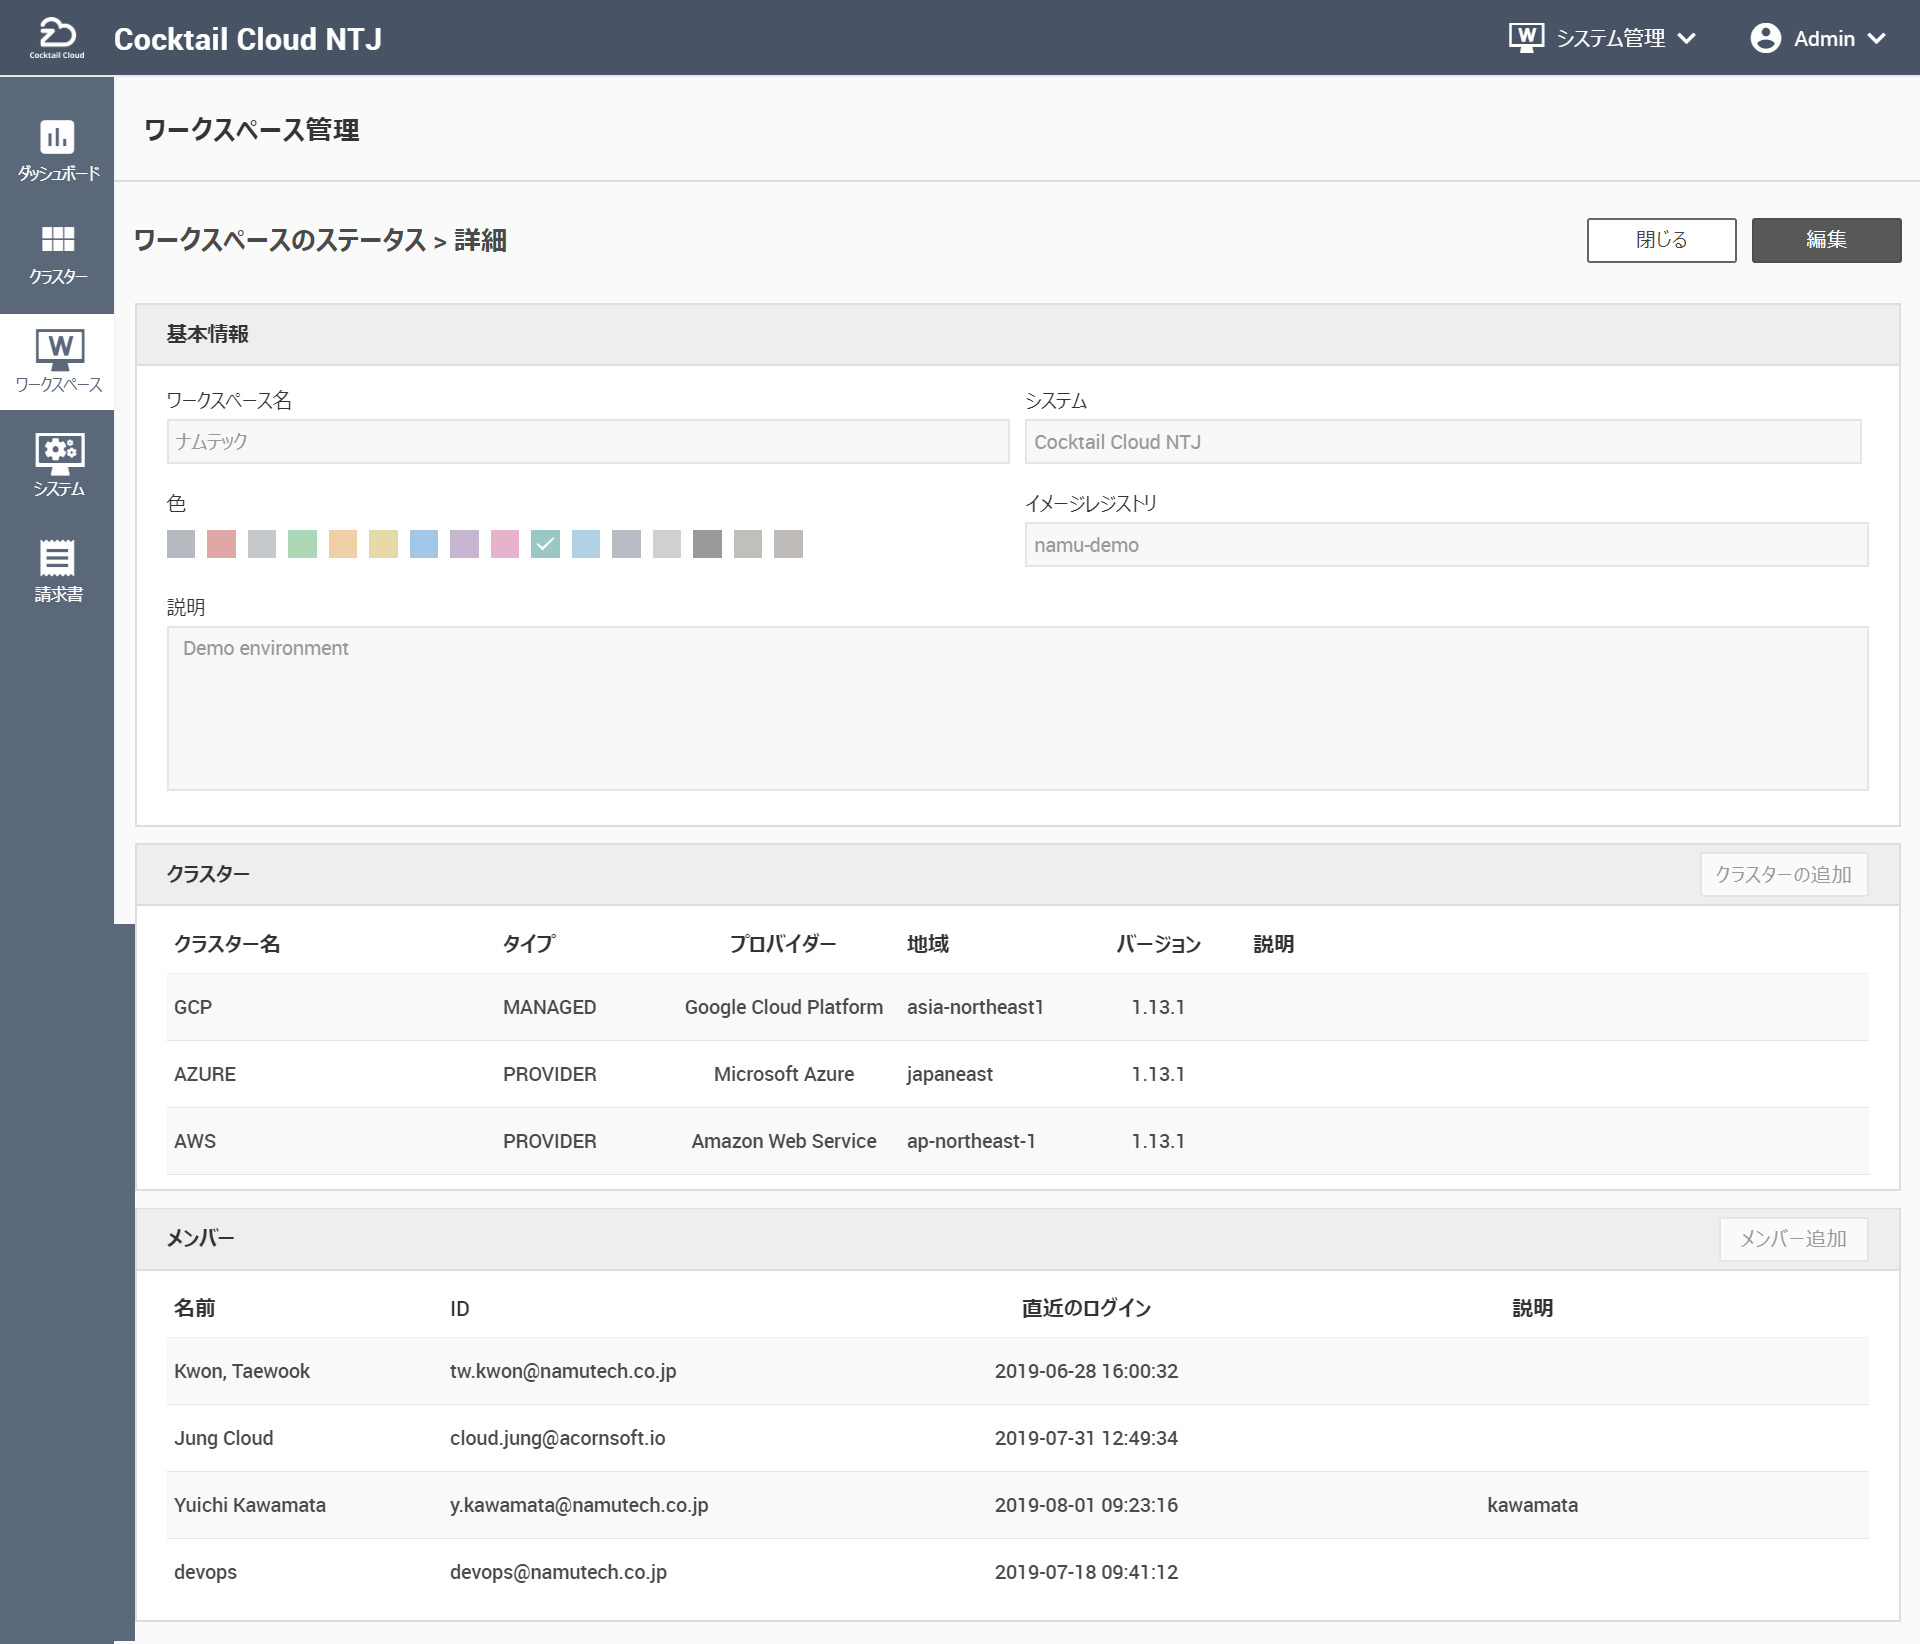 Cocktail Cloud
Cocktail Cloud NTJ
W システム管理
Admin
ダッシュボード
クラスター
W
ワークスペース
システム
請求書
ワークスペース管理
ワークスペースのステータス > 詳細
閉じる
編集
基本情報
ワークスペース名 システム
ナムテック Cocktail Cloud NTJ
色 イメージレジストリ
namu-demo
説明
Demo environment
クラスター クラスターの追加
クラスター名 タイプ プロバイダー 地域 バージョン 説明
GCP MANAGED Google Cloud Platform asia-northeast1 1.13.1
AZURE PROVIDER Microsoft Azure japaneast 1.13.1
AWS PROVIDER Amazon Web Service ap-northeast-1 1.13.1
メンバー メンバー追加
名前 ID 直近のログイン 説明
Kwon, Taewook tw.kwon@namutech.co.jp 2019-06-28 16:00:32
Jung Cloud cloud.jung@acornsoft.io 2019-07-31 12:49:34
Yuichi Kawamata y.kawamata@namutech.co.jp 2019-08-01 09:23:16 kawamata
devops devops@namutech.co.jp 2019-07-18 09:41:12